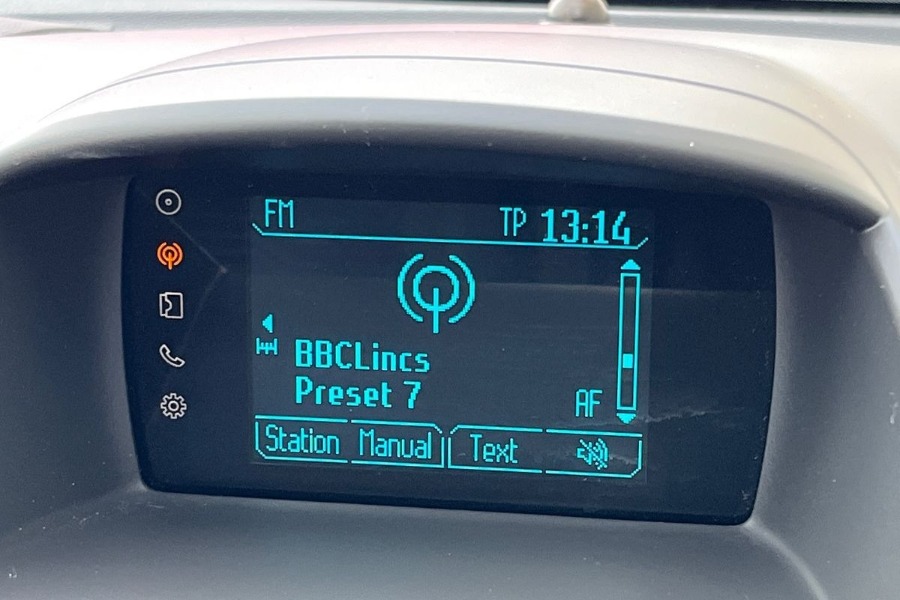 FM TP 13:14
BBCLincs
Preset 7
AF
Station Manual Text